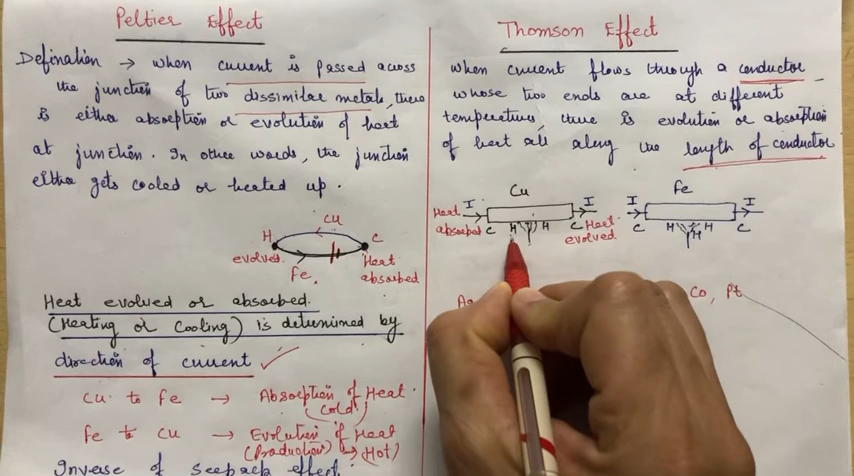 Peltier Effect
Defination → When current is passed across
the junction of two dissimilar metals, there
is either absorption or evolution of heat
at junction. In other words, the junction
either gets cooled or heated up.
Cu
H C
evolved Heat
Fe absorbed
Heat evolved or absorbed.
(Heating or Cooling) is determined by
direction of current ✓
Cu to Fe → Absorption of Heat.
(Cold)
Fe to Cu → Evolution of Heat
(Production) ↳ Hot)
Inverse of Seeback effect.
Thomson Effect
When current flows through a conductor
whose two ends are at different
temperature, there is evolution or absorption
of heat all along the length of conductor
Cu Fe
I I I I
Heat absorbed C H H C Heat evolved
C H H C
H
Co, Pt